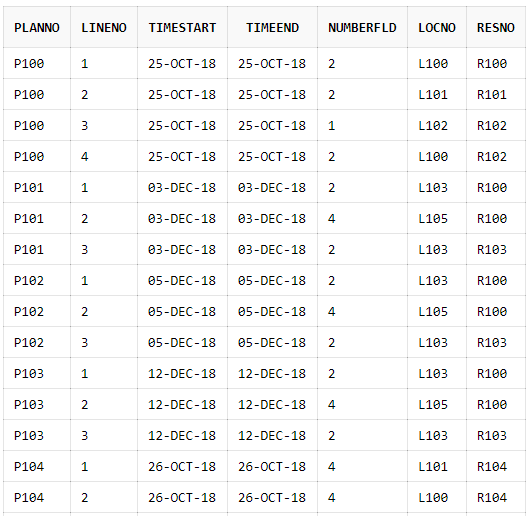 PLANNO LINENO TIMESTART TIMEEND NUMBERFLD LOCNO RESNO
P100 1 25-OCT-18 25-OCT-18 2 L100 R100
P100 2 25-OCT-18 25-OCT-18 2 L101 R101
P100 3 25-OCT-18 25-OCT-18 1 L102 R102
P100 4 25-OCT-18 25-OCT-18 2 L100 R102
P101 1 03-DEC-18 03-DEC-18 2 L103 R100
P101 2 03-DEC-18 03-DEC-18 4 L105 R100
P101 3 03-DEC-18 03-DEC-18 2 L103 R103
P102 1 05-DEC-18 05-DEC-18 2 L103 R100
P102 2 05-DEC-18 05-DEC-18 4 L105 R100
P102 3 05-DEC-18 05-DEC-18 2 L103 R103
P103 1 12-DEC-18 12-DEC-18 2 L103 R100
P103 2 12-DEC-18 12-DEC-18 4 L105 R100
P103 3 12-DEC-18 12-DEC-18 2 L103 R103
P104 1 26-OCT-18 26-OCT-18 4 L101 R104
P104 2 26-OCT-18 26-OCT-18 4 L100 R104